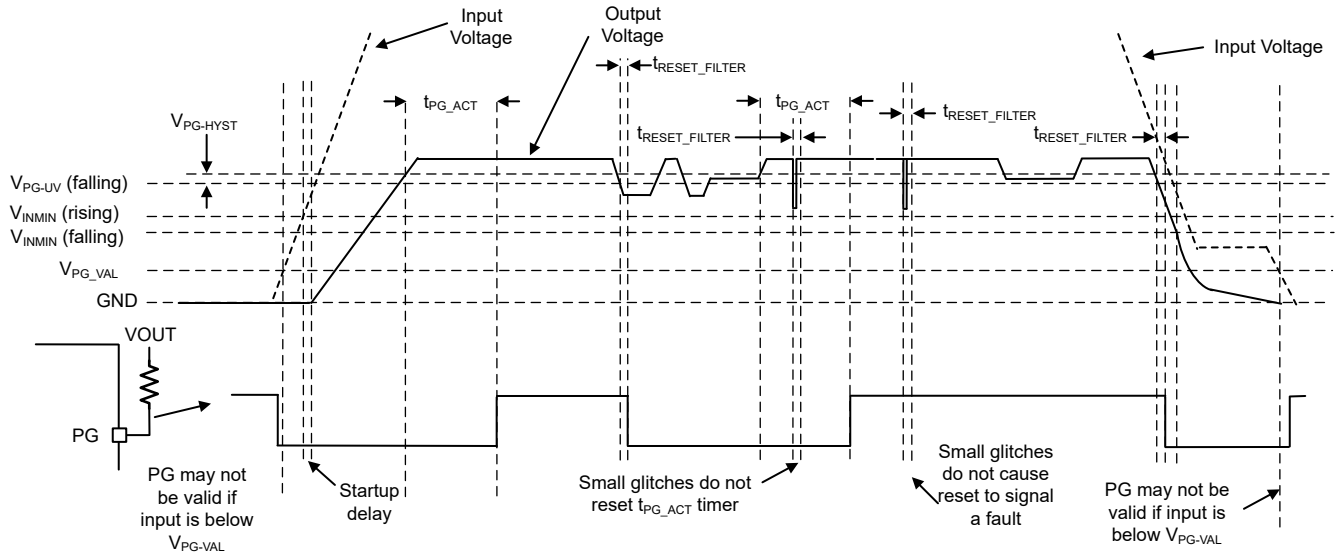 Input
Voltage
Output
Voltage
Input Voltage
tRESET_FILTER
tPG_ACT
tPG_ACT
tRESET_FILTER
tRESET_FILTER
tRESET_FILTER
VPG-HYST
VPG-UV (falling)
VINMIN (rising)
VINMIN (falling)
VPG_VAL
GND
VOUT
PG
PG may not
be valid if
input is below
VPG-VAL
Startup
delay
Small glitches do not
reset tPG_ACT timer
Small glitches
do not cause
reset to signal
a fault
PG may not be
valid if input is
below VPG-VAL